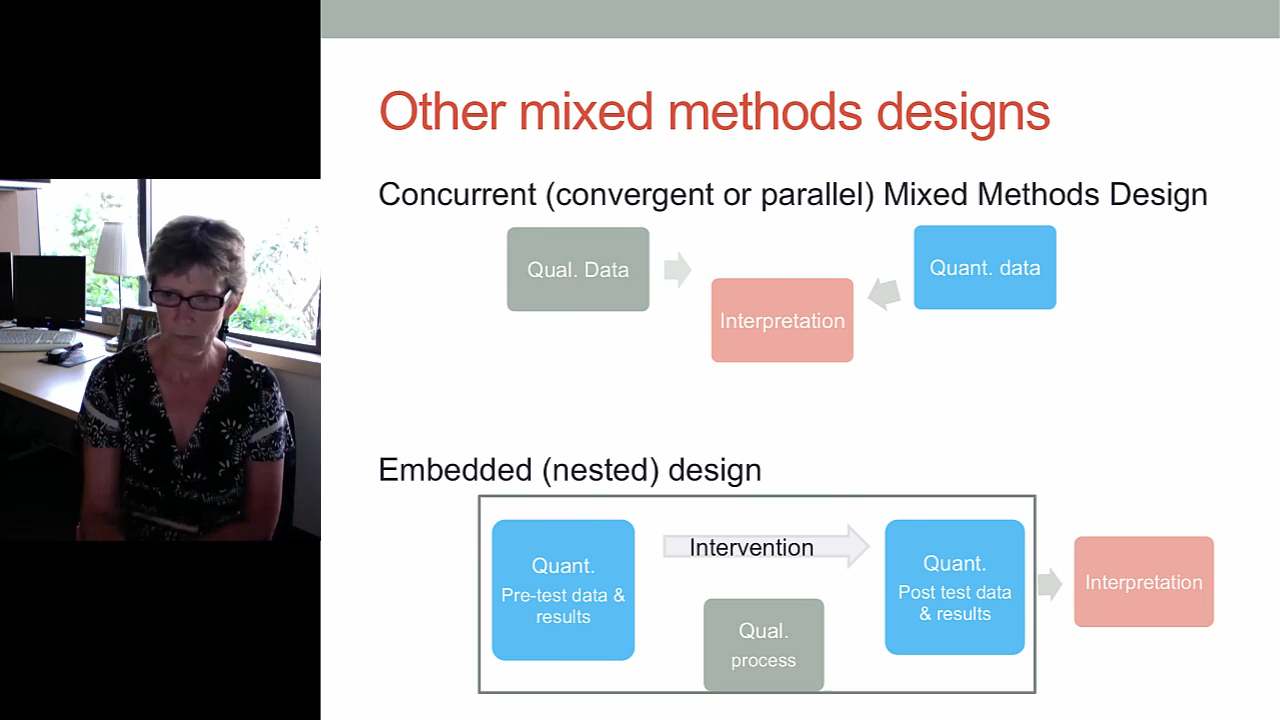 Other mixed methods designs
Concurrent (convergent or parallel) Mixed Methods Design
Qual. Data
Quant. data
Interpretation
Embedded (nested) design
Quant.
Pre-test data &
results
Intervention
Qual.
process
Quant.
Post test data
& results
Interpretation